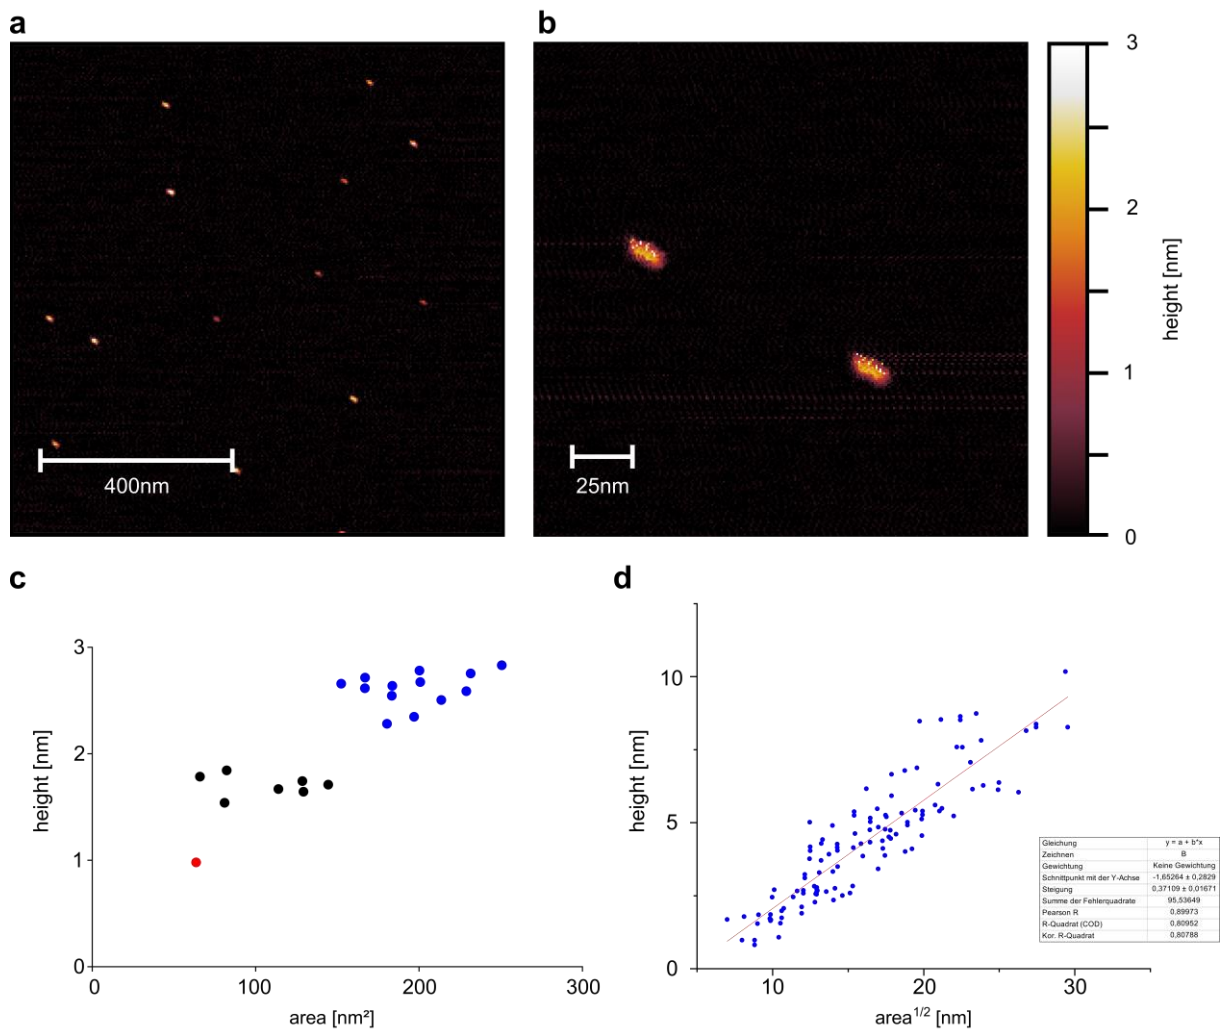 a
b
3
2
1
0
height [nm]
400nm
25nm
c
d
height [nm]
3
2
1
0
0
100
200
300
area [nm²]
height [nm]
10
5
0
10
20
30
area1/2 [nm]
Gleichung y = a + b*x
Zeichnen B
Gewichtung Keine Gewichtung
Schnittpunkt mit der Y-Achse -1,65264 ± 0,2829
Steigung 0,37109 ± 0,01671
Summe der Fehlerquadrate 95,53649
Pearson R 0,89973
R-Quadrat (COD) 0,80952
Kor. R-Quadrat 0,80788